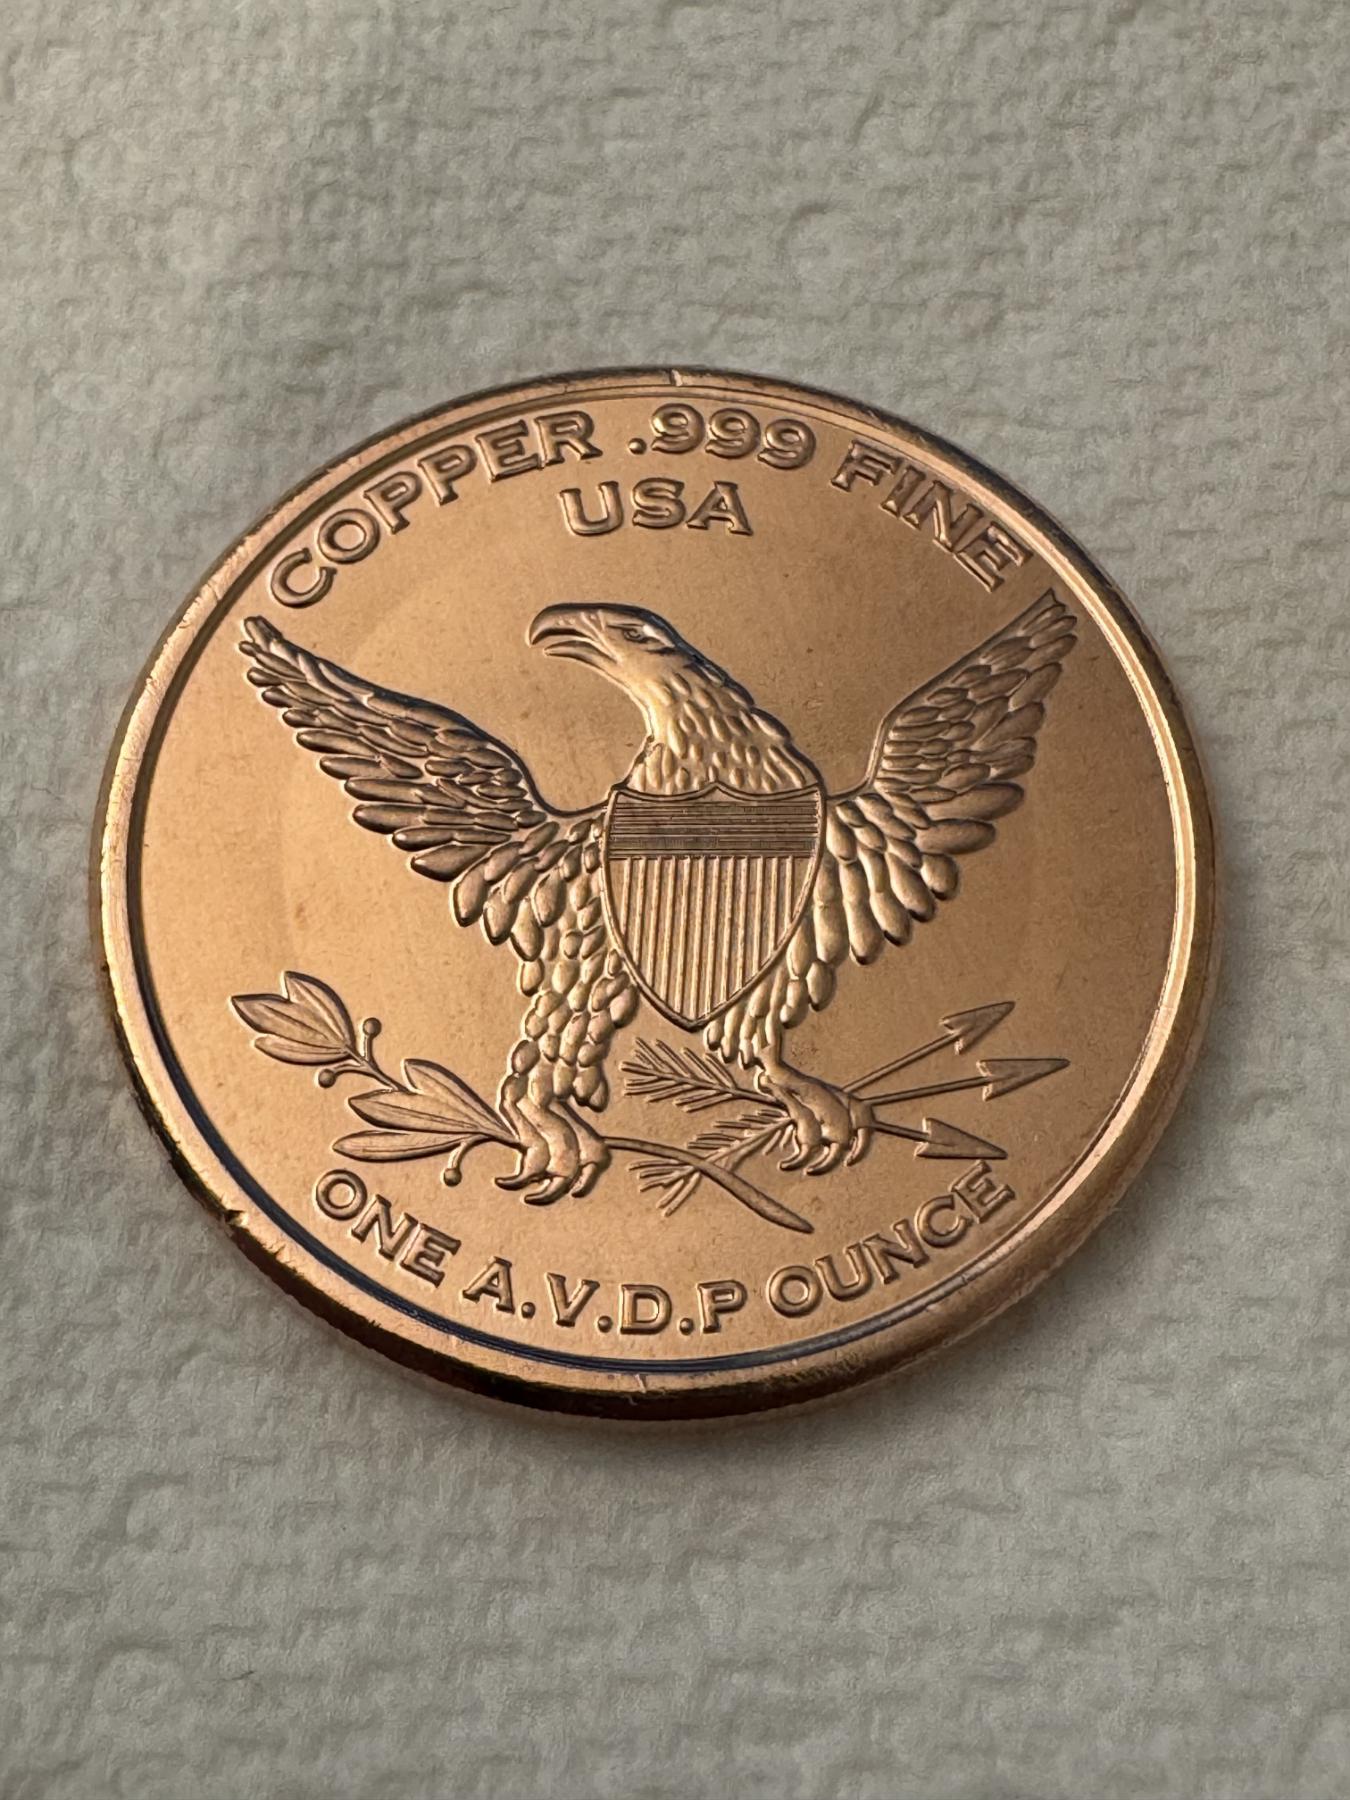 COPPER .999 FINE
USA
ONE A.V.D.P OUNCE